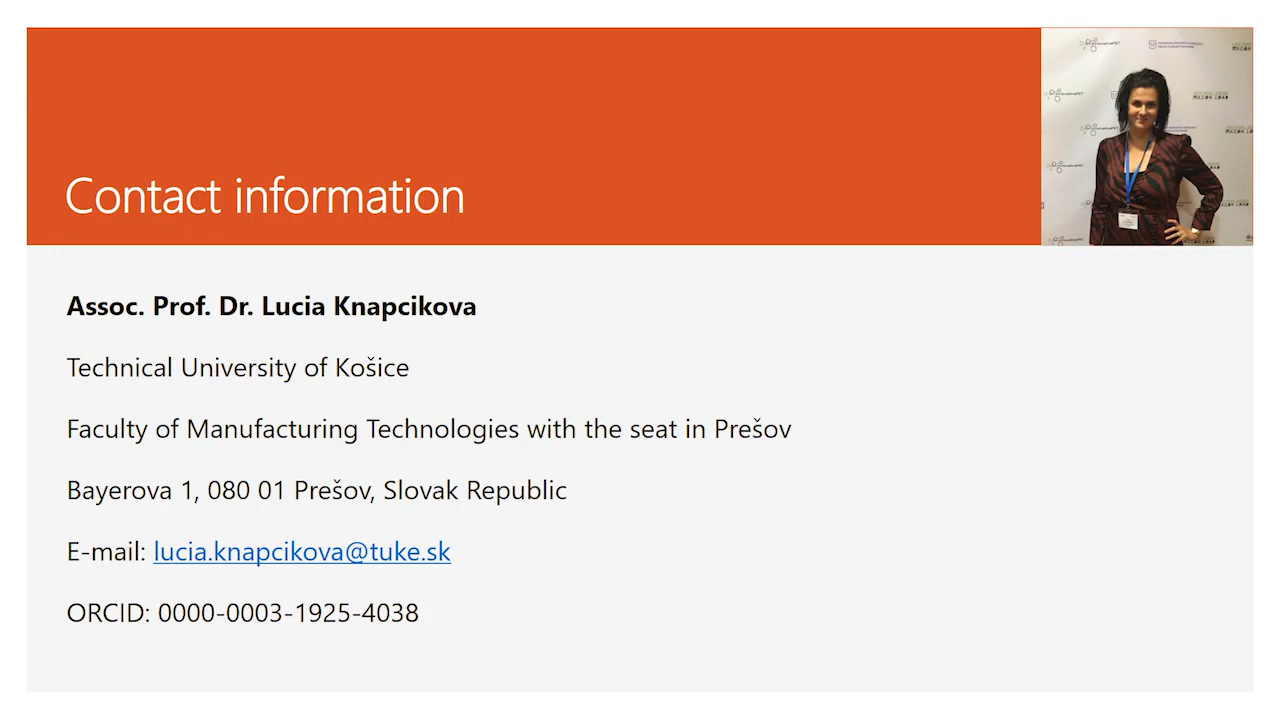 Contact information
Assoc. Prof. Dr. Lucia Knapcikova
Technical University of Košice
Faculty of Manufacturing Technologies with the seat in Prešov
Bayerova 1, 080 01 Prešov, Slovak Republic
E-mail: lucia.knapcikova@tuke.sk
ORCID: 0000-0003-1925-4038